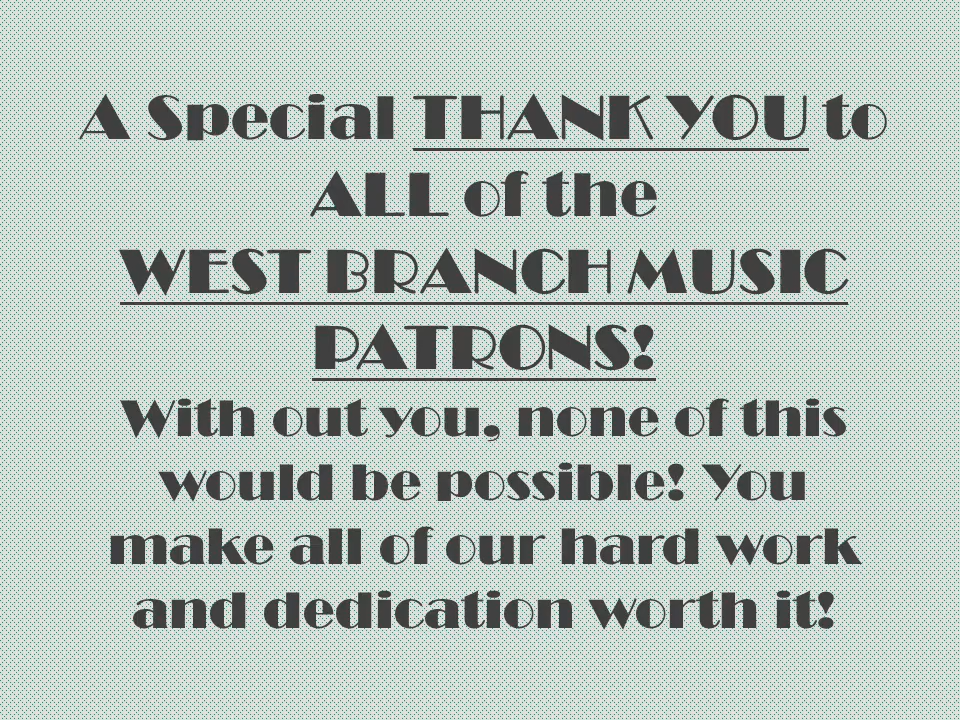 A Special THANK YOU to
ALL of the
WEST BRANCH MUSIC
PATRONS!
With out you, none of this
would be possible! You
make all of our hard work
and dedication worth it!